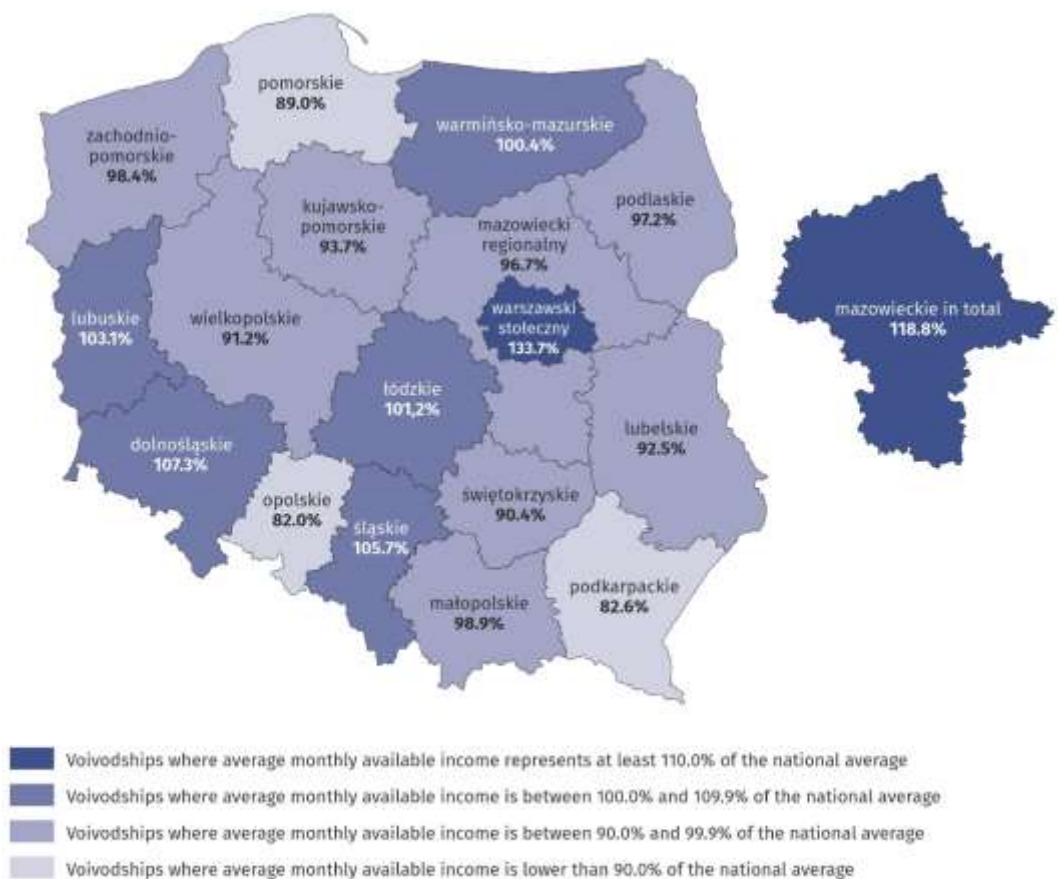 pomorskie
89.0%
warmińsko-mazurskie
100.4%
zachodnio-
pomorskie
98.4%
podlaskie
97.2%
kujawsko-
pomorskie
93.7%
mazowiecki
regionalny
96.7%
warszawski
stołeczny
133.7%
mazowieckie in total
118.8%
lubuskie
103.1%
wielkopolskie
91.2%
łódzkie
101,2%
lubelskie
92.5%
dolnośląskie
107.3%
opolskie
82.0%
śląskie
105.7%
świętokrzyskie
90.4%
małopolskie
98.9%
podkarpackie
82.6%
Voivodships where average monthly available income represents at least 110.0% of the national average
Voivodships where average monthly available income is between 100.0% and 109.9% of the national average
Voivodships where average monthly available income is between 90.0% and 99.9% of the national average
Voivodships where average monthly available income is lower than 90.0% of the national average